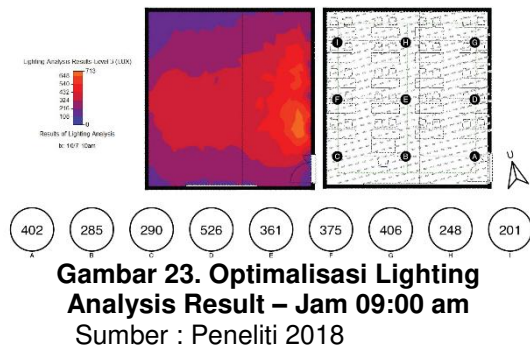 Lighting Analysis Results-Level 3 (LUX)
713
648
540
432
324
216
108
0
Results of Lighting Analysis
I H G
F E D
C B A
U
402 285 290 526 361 375 406 248 201
A B C D E F G H I
Gambar 23. Optimalisasi Lighting
Analysis Result – Jam 09:00 am
Sumber : Peneliti 2018